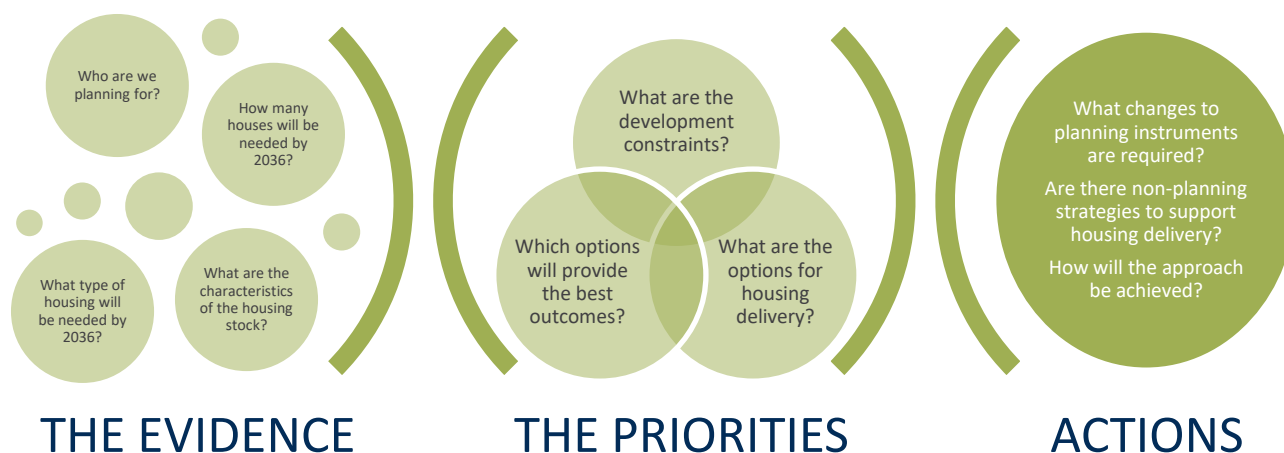 Who are we
planning for?
How many
houses will be
needed by
2036?
What type of
housing will
be needed by
2036?
What are the
characteristics
of the housing
stock?
THE EVIDENCE
What are the
development
constraints?
Which options
will provide
the best
outcomes?
What are the
options for
housing
delivery?
THE PRIORITIES
What changes to
planning instruments
are required?
Are there non-planning
strategies to support
housing delivery?
How will the approach
be achieved?
ACTIONS